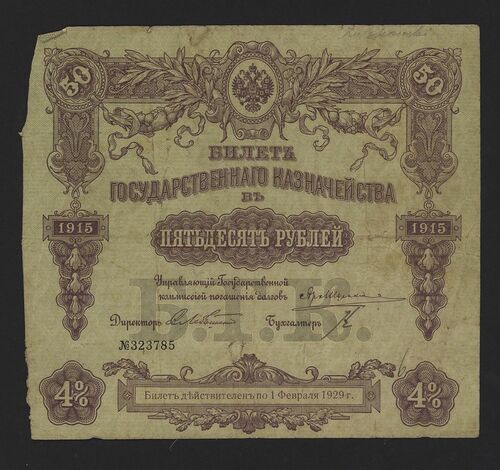 50 50
БИЛЕТЪ
ГОСУДАРСТВЕННАГО КАЗНАЧЕЙСТВА
ВЪ
1915 ПЯТЬДЕСЯТЪ РУБЛЕЙ 1915
Управляющій Государственной
комміссіей погашенія долговъ
Б.Г.К.
Директоръ Бухгалтеръ
№323785
4% Билетъ дѣйствителенъ по 1 Февраля 1929 г. 4%